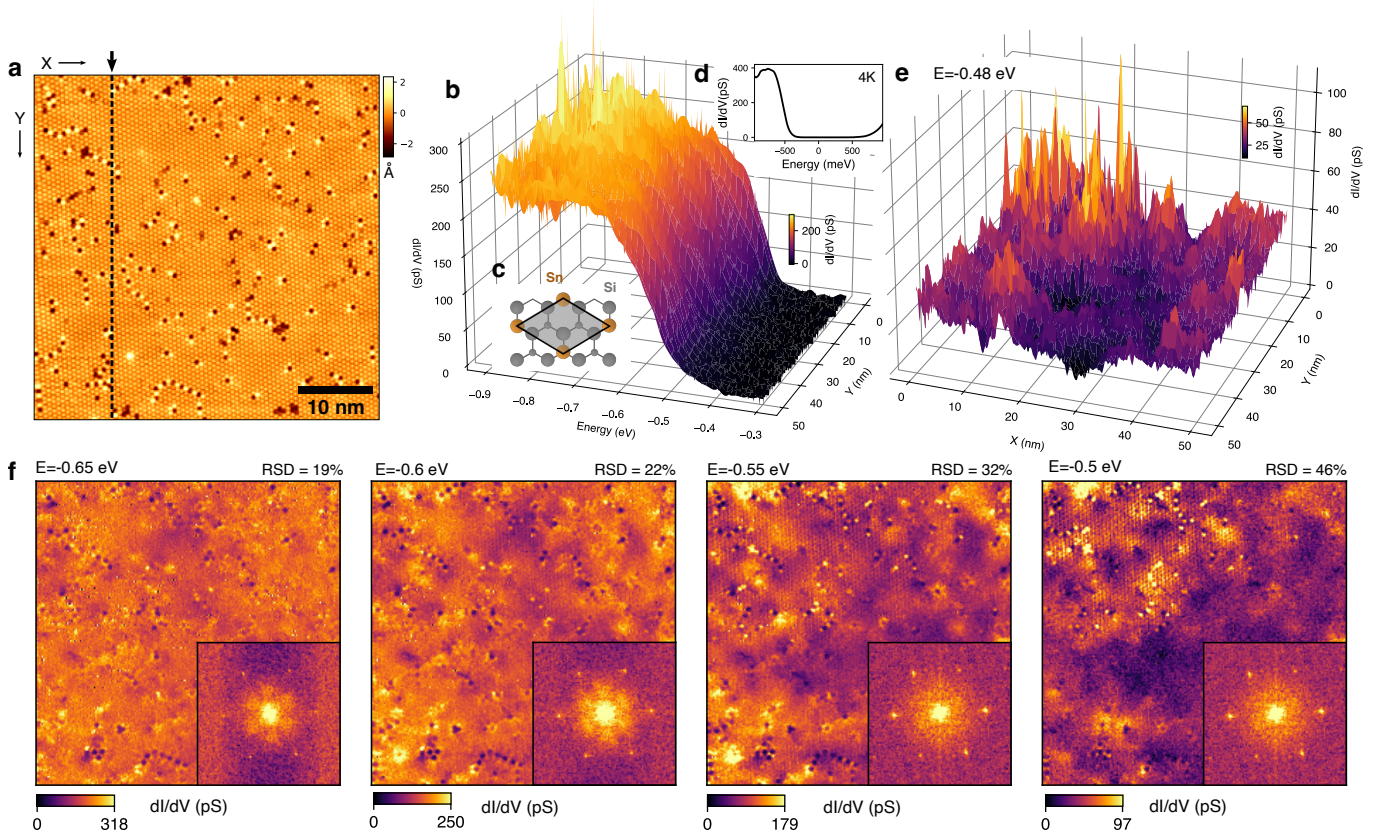 a
X
Y
2
0
−2
Å
10 nm
b
300
250
200
150
100
50
0
dI/dV (pS)
−0.9
−0.8
−0.7
−0.6
−0.5
−0.4
−0.3
Energy (eV)
0
10
20
30
40
50
Y (nm)
200
0
dI/dV (pS)
c
Sn
Si
d
4K
400
200
0
dI/dV(pS)
−500
0
500
Energy (meV)
e
E=-0.48 eV
50
25
dI/dV (pS)
100
80
60
40
20
0
dI/dV (pS)
0
10
20
30
40
50
X (nm)
0
10
20
30
40
50
Y (nm)
f
E=-0.65 eV
RSD = 19%
E=-0.6 eV
RSD = 22%
E=-0.55 eV
RSD = 32%
E=-0.5 eV
RSD = 46%
dI/dV (pS)
0
318
dI/dV (pS)
0
250
dI/dV (pS)
0
179
dI/dV (pS)
0
97